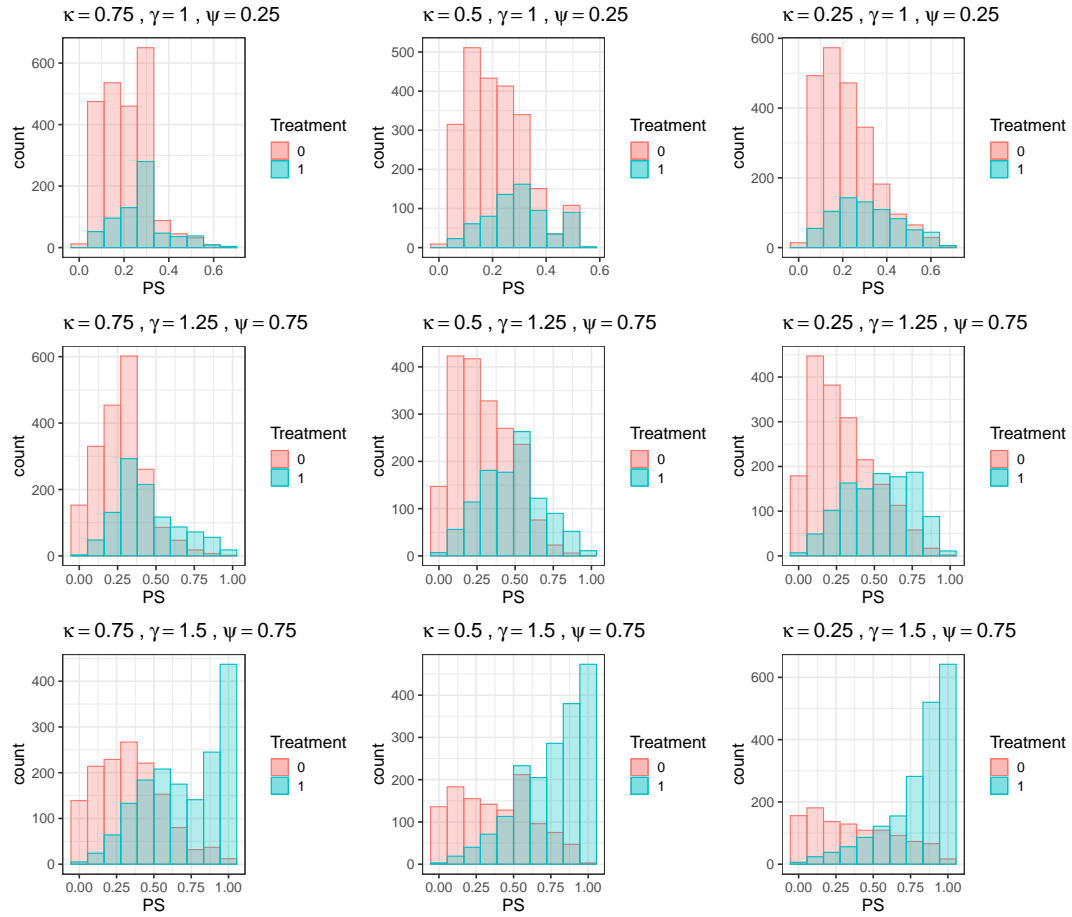 κ = 0.75 , γ = 1 , ψ = 0.25
600
400
200
0
count
0.0 0.2 0.4 0.6
PS
Treatment
0
1
κ = 0.5 , γ = 1 , ψ = 0.25
500
400
300
200
100
0
count
0.0 0.2 0.4 0.6
PS
Treatment
0
1
κ = 0.25 , γ = 1 , ψ = 0.25
600
400
200
0
count
0.0 0.2 0.4 0.6
PS
Treatment
0
1
κ = 0.75 , γ = 1.25 , ψ = 0.75
600
400
200
0
count
0.00 0.25 0.50 0.75 1.00
PS
Treatment
0
1
κ = 0.5 , γ = 1.25 , ψ = 0.75
400
300
200
100
0
count
0.00 0.25 0.50 0.75 1.00
PS
Treatment
0
1
κ = 0.25 , γ = 1.25 , ψ = 0.75
400
300
200
100
0
count
0.00 0.25 0.50 0.75 1.00
PS
Treatment
0
1
κ = 0.75 , γ = 1.5 , ψ = 0.75
400
300
200
100
0
count
0.00 0.25 0.50 0.75 1.00
PS
Treatment
0
1
κ = 0.5 , γ = 1.5 , ψ = 0.75
400
300
200
100
0
count
0.00 0.25 0.50 0.75 1.00
PS
Treatment
0
1
κ = 0.25 , γ = 1.5 , ψ = 0.75
600
400
200
0
count
0.00 0.25 0.50 0.75 1.00
PS
Treatment
0
1